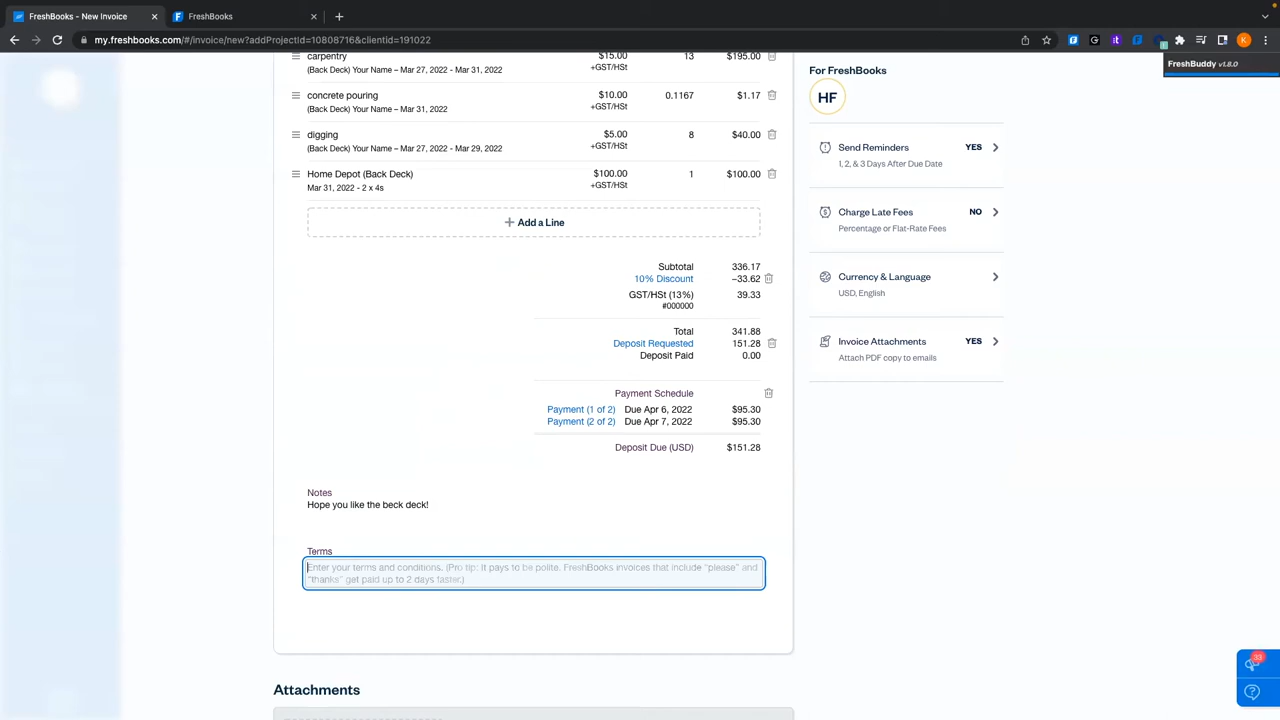 FreshBooks - New Invoice
FreshBooks
my.freshbooks.com/#/invoice/new?addProjectId=10808716&clientid=191022
K
FreshBuddy v1.8.0
carpentry $15.00 13 $195.00
(Back Deck) Your Name – Mar 27, 2022 - Mar 31, 2022 +GST/HSt
concrete pouring $10.00 0.1167 $1.17
(Back Deck) Your Name – Mar 31, 2022 +GST/HSt
digging $5.00 8 $40.00
(Back Deck) Your Name – Mar 27, 2022 - Mar 29, 2022 +GST/HSt
Home Depot (Back Deck) $100.00 1 $100.00
Mar 31, 2022 - 2 x 4s +GST/HSt
+ Add a Line
Subtotal 336.17
10% Discount –33.62
GST/HSt (13%) 39.33
#000000
Total 341.88
Deposit Requested 151.28
Deposit Paid 0.00
Payment Schedule
Payment (1 of 2) Due Apr 6, 2022 $95.30
Payment (2 of 2) Due Apr 7, 2022 $95.30
Deposit Due (USD) $151.28
Notes
Hope you like the beck deck!
Terms
Enter your terms and conditions. (Pro tip: It pays to be polite. FreshBooks invoices that include “please” and
“thanks” get paid up to 2 days faster.)
Attachments
For FreshBooks
HF
Send Reminders YES
1, 2, & 3 Days After Due Date
Charge Late Fees NO
Percentage or Flat-Rate Fees
Currency & Language
USD, English
Invoice Attachments YES
Attach PDF copy to emails
33